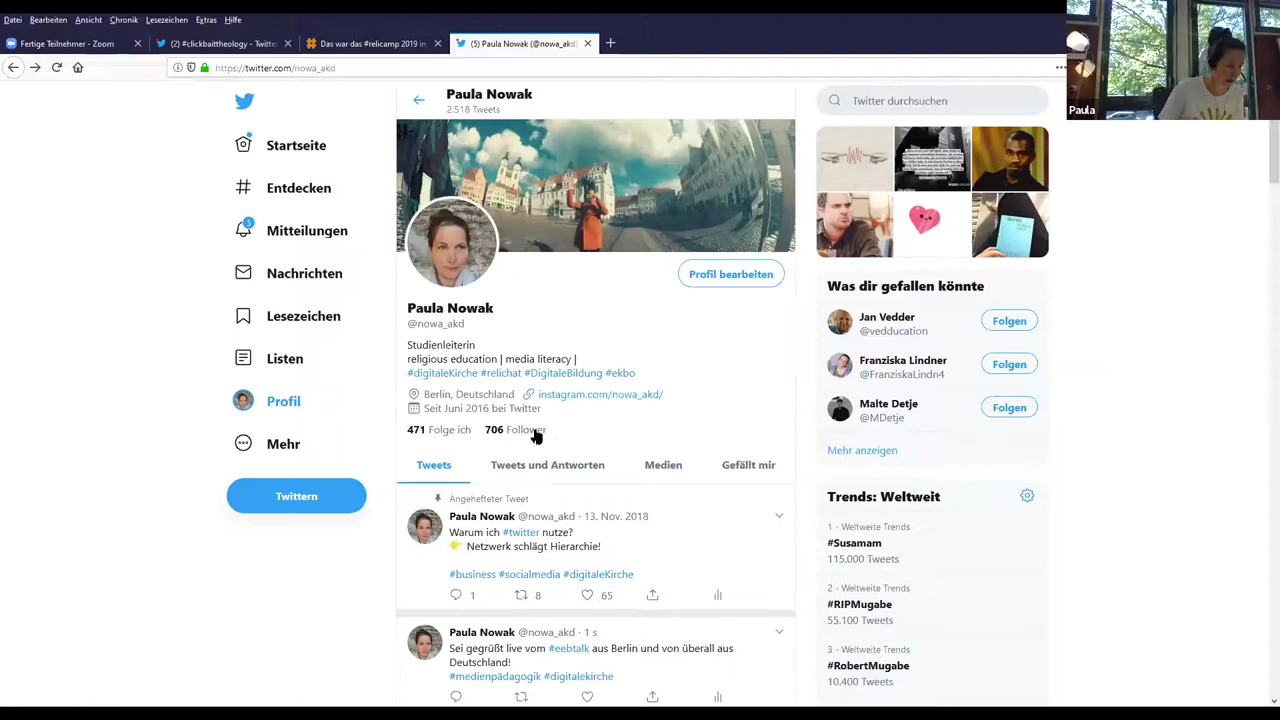 Datei Bearbeiten Ansicht Chronik Lesezeichen Extras Hilfe
Fertige Teilnehmer - Zoom
(2) #clickbaittheology - Twitte
Das war das #relicamp 2019 in
(5) Paula Nowak (@nowa_akd)
https://twitter.com/nowa_akd
Paula
Startseite
Entdecken
5
Mitteilungen
Nachrichten
Lesezeichen
Listen
Profil
Mehr
Twittern
Paula Nowak
2.518 Tweets
Profil bearbeiten
Paula Nowak
@nowa_akd
Studienleiterin
religious education | media literacy |
#digitaleKirche #relichat #DigitaleBildung #ekbo
Berlin, Deutschland instagram.com/nowa_akd/
Seit Juni 2016 bei Twitter
471 Folge ich 706 Follower
Tweets Tweets und Antworten Medien Gefällt mir
Angehefteter Tweet
Paula Nowak @nowa_akd · 13. Nov. 2018
Warum ich #twitter nutze?
Netzwerk schlägt Hierarchie!
#business #socialmedia #digitaleKirche
1 8 65
Paula Nowak @nowa_akd · 1 s
Sei gegrüßt live vom #eebtalk aus Berlin und von überall aus
Deutschland!
#medienpädagogik #digitalekirche
Twitter durchsuchen
Was dir gefallen könnte
Jan Vedder
@vedducation
Folgen
Franziska Lindner
@FranziskaLindn4
Folgen
Malte Detje
@MDetje
Folgen
Mehr anzeigen
Trends: Weltweit
1 · Weltweite Trends
#Susamam
115.000 Tweets
2 · Weltweite Trends
#RIPMugabe
55.100 Tweets
3 · Weltweite Trends
#RobertMugabe
10.400 Tweets